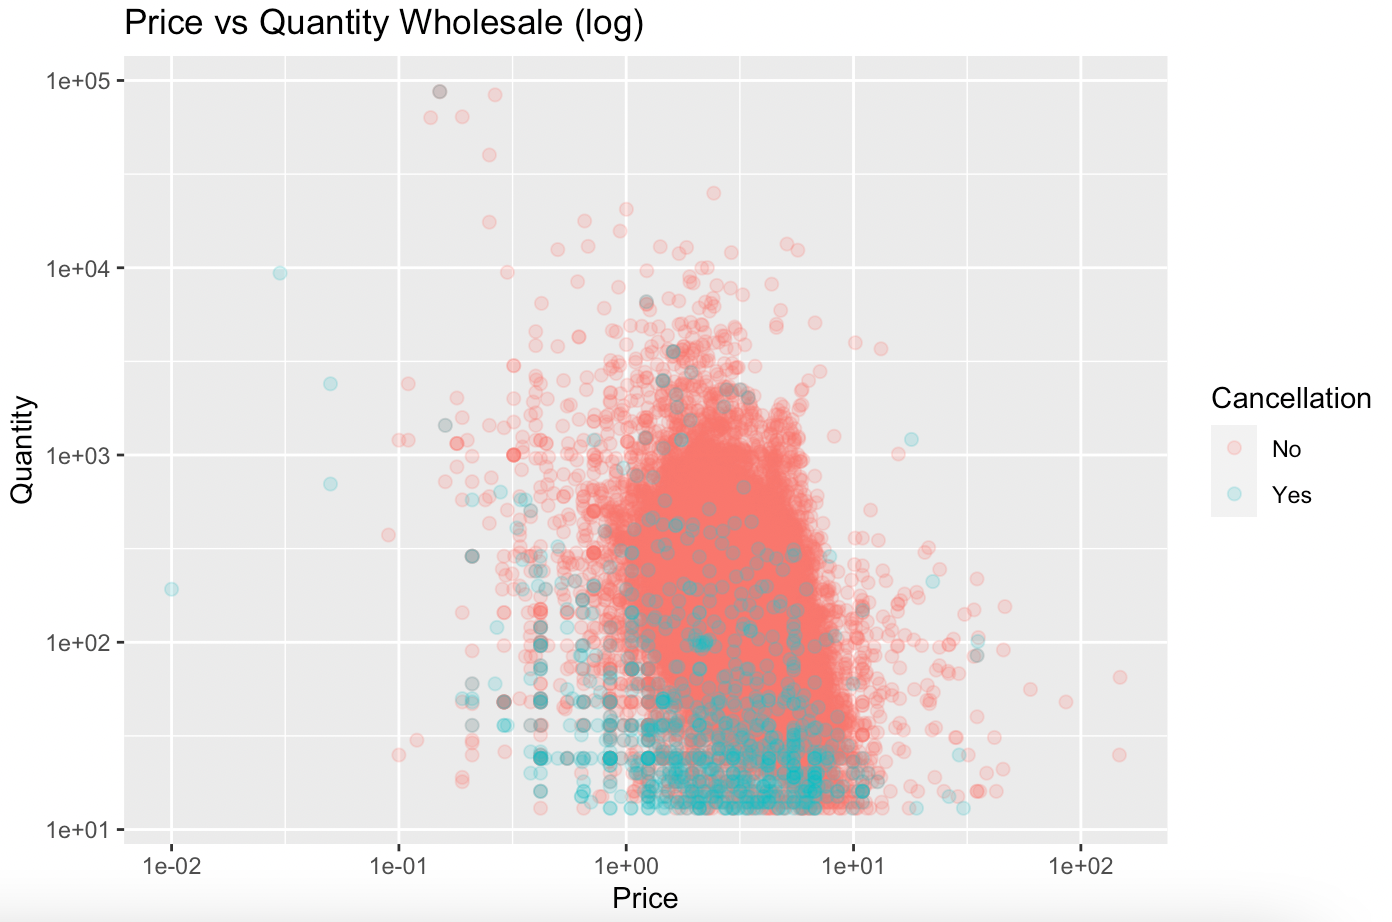 Price vs Quantity Wholesale (log)
1e+05
1e+04
1e+03
1e+02
1e+01
Quantity
1e-02 1e-01 1e+00 1e+01 1e+02
Price
Cancellation
No
Yes